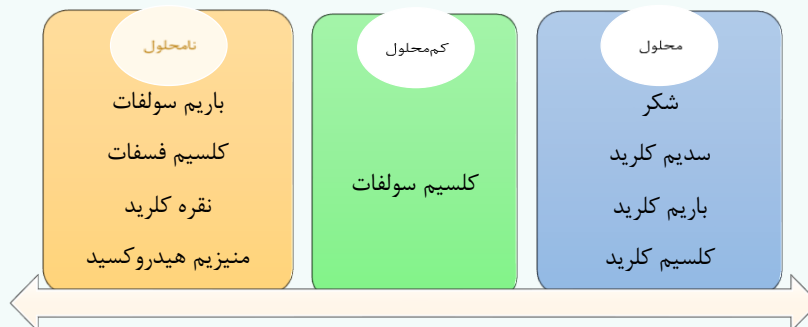 محلول
شکر
سدیم کلرید
باریم کلرید
کلسیم کلرید
کم‌محلول
کلسیم سولفات
نامحلول
باریم سولفات
کلسیم فسفات
نقره کلرید
منیزیم هیدروکسید